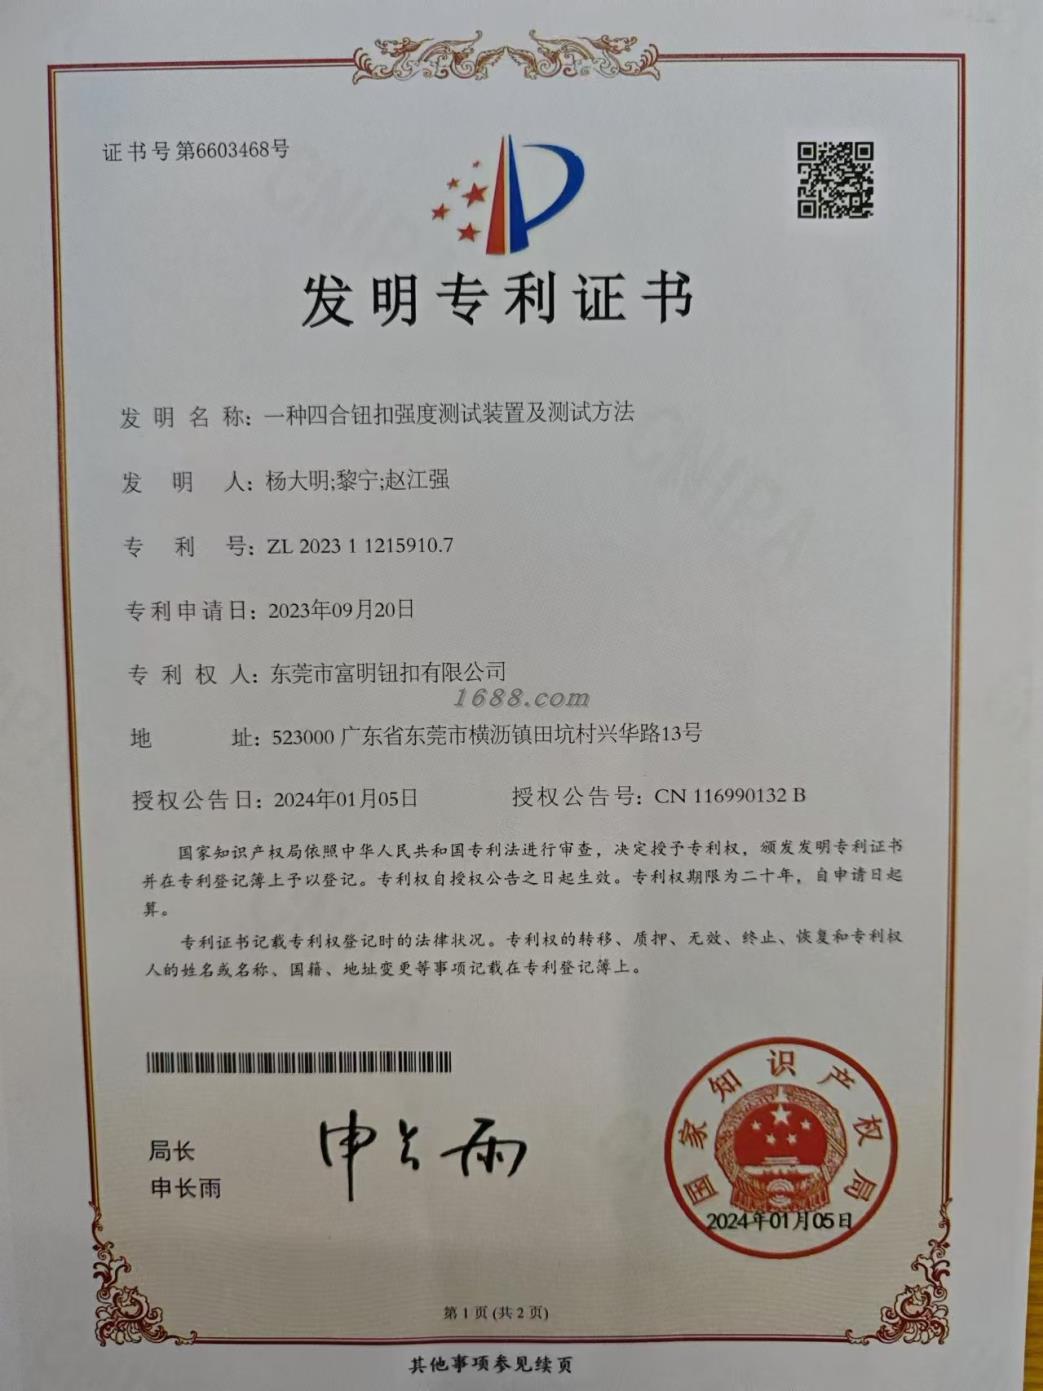 证书号第6603468号
发明专利证书
发明名称：一种四合钮扣强度测试装置及测试方法
发明人：杨大明;黎宁;赵江强
专利号：ZL 2023 1 1215910.7
专利申请日：2023年09月20日
专利权人：东莞市富明钮扣有限公司
1688.com
地址：523000 广东省东莞市横沥镇田坑村兴华路13号
授权公告日：2024年01月05日 授权公告号：CN 116990132 B
国家知识产权局依照中华人民共和国专利法进行审查，决定授予专利权，颁发发明专利证书
并在专利登记簿上予以登记。专利权自授权公告之日起生效。专利权期限为二十年，自申请日起
算。
专利证书记载专利权登记时的法律状况。专利权的转移、质押、无效、终止、恢复和专利权
人的姓名或名称、国籍、地址变更等事项记载在专利登记簿上。
局长
申长雨
申长雨
国家知识产权局
2024年01月05日
第 1 页 (共 2 页)
其他事项参见续页